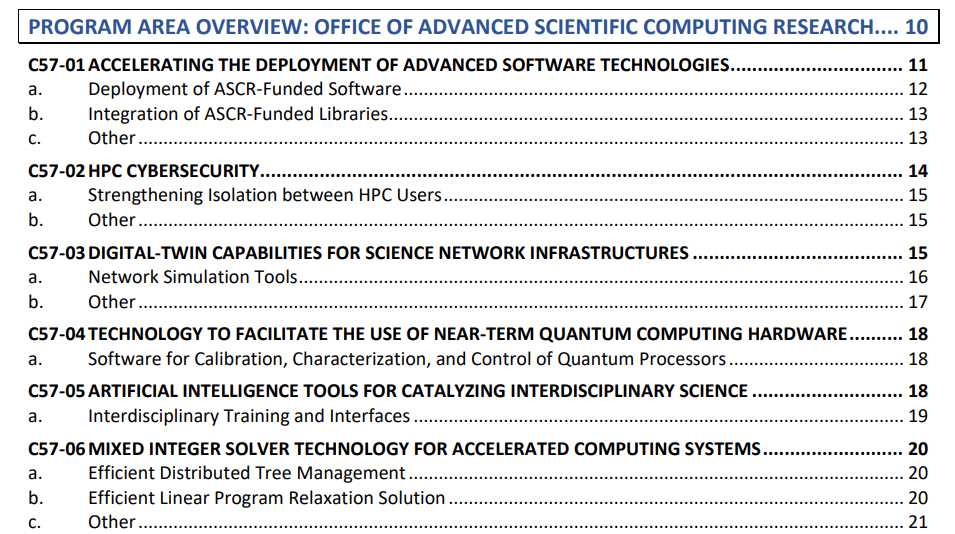 PROGRAM AREA OVERVIEW: OFFICE OF ADVANCED SCIENTIFIC COMPUTING RESEARCH.... 10
C57-01 ACCELERATING THE DEPLOYMENT OF ADVANCED SOFTWARE TECHNOLOGIES.................................. 11
a. Deployment of ASCR-Funded Software.................................................................................................. 12
b. Integration of ASCR-Funded Libraries..................................................................................................... 13
c. Other ........................................................................................................................................................ 13
C57-02 HPC CYBERSECURITY.................................................................................................................. 14
a. Strengthening Isolation between HPC Users.......................................................................................... 15
b. Other ........................................................................................................................................................ 15
C57-03 DIGITAL-TWIN CAPABILITIES FOR SCIENCE NETWORK INFRASTRUCTURES ......................................... 15
a. Network Simulation Tools........................................................................................................................ 16
b. Other ........................................................................................................................................................ 17
C57-04 TECHNOLOGY TO FACILITATE THE USE OF NEAR-TERM QUANTUM COMPUTING HARDWARE.......... 18
a. Software for Calibration, Characterization, and Control of Quantum Processors ................................. 18
C57-05 ARTIFICIAL INTELLIGENCE TOOLS FOR CATALYZING INTERDISCIPLINARY SCIENCE ............................. 18
a. Interdisciplinary Training and Interfaces ................................................................................................ 19
C57-06 MIXED INTEGER SOLVER TECHNOLOGY FOR ACCELERATED COMPUTING SYSTEMS........................... 20
a. Efficient Distributed Tree Management ................................................................................................. 20
b. Efficient Linear Program Relaxation Solution ......................................................................................... 20
c. Other ........................................................................................................................................................ 21